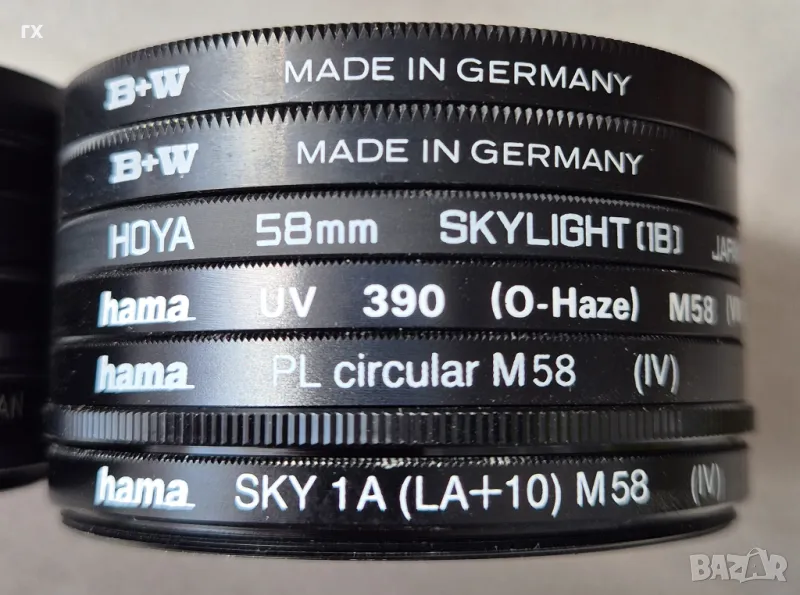 rx
B+W MADE IN GERMANY
B+W MADE IN GERMANY
HOYA 58mm SKYLIGHT (1B) JAPAN
hama UV 390 (O-Haze) M58
hama PL circular M58 (IV)
hama SKY 1A (LA+10) M58 (IV)
BAZAR